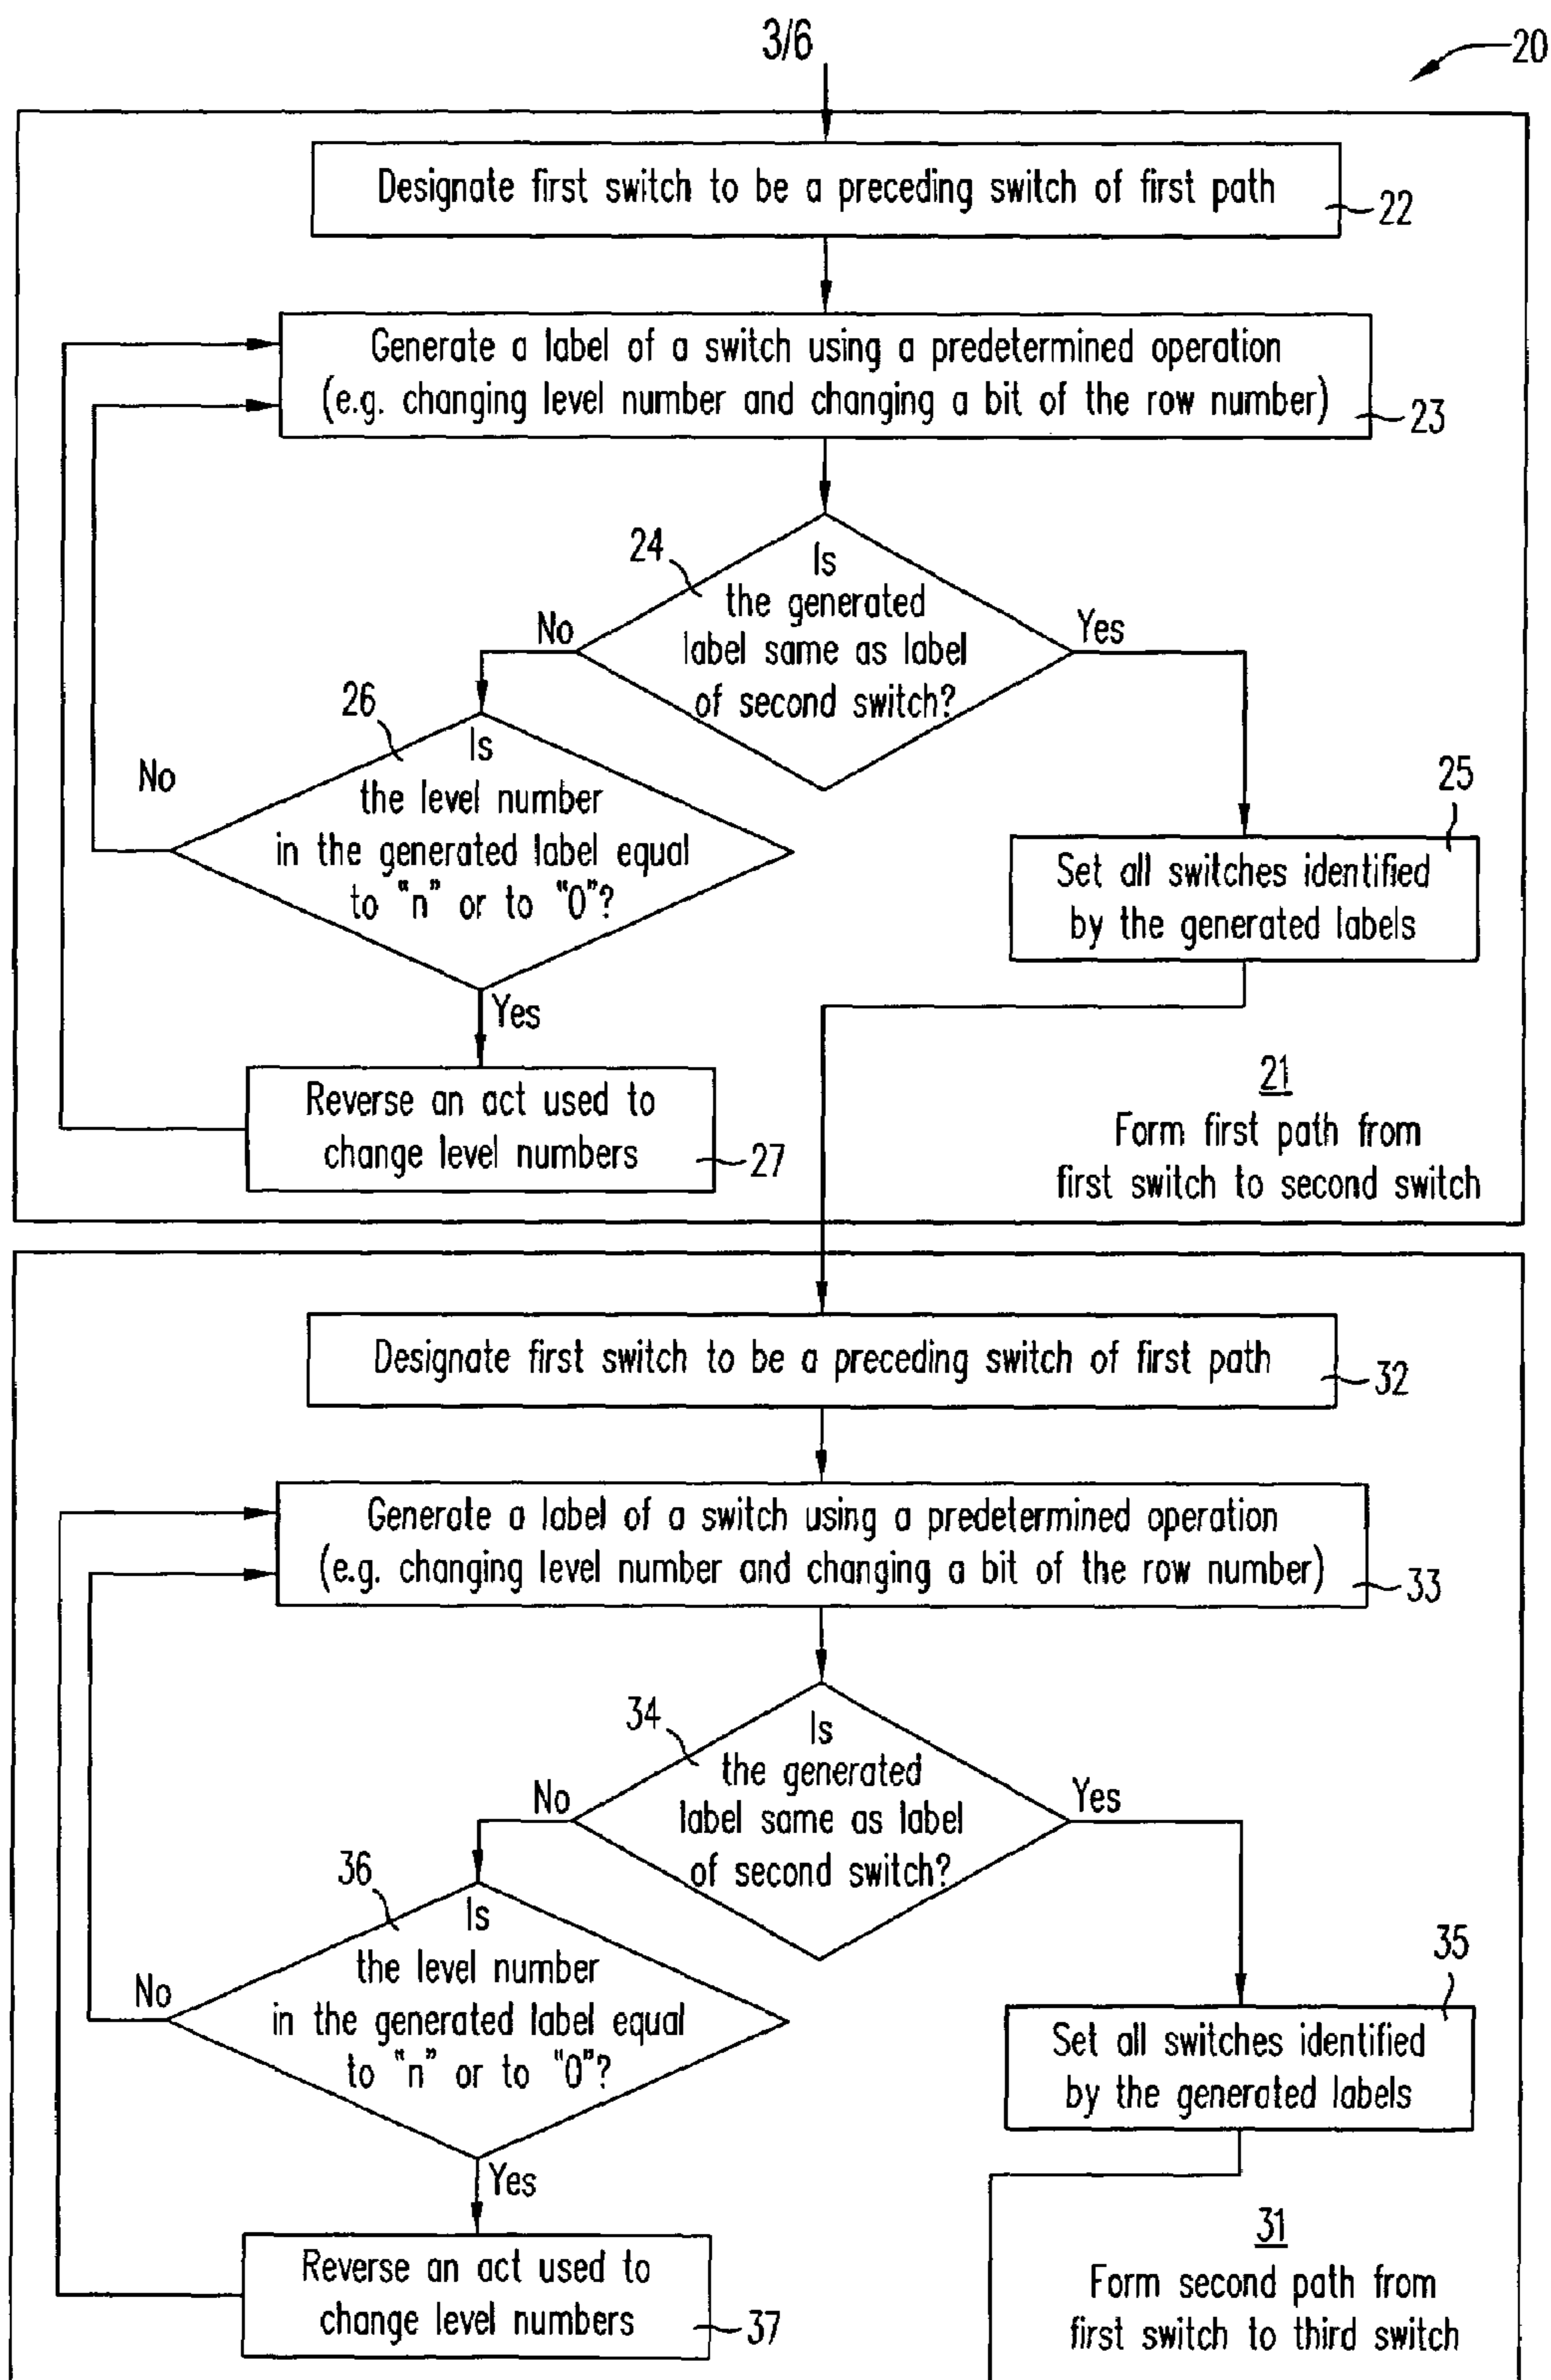 3/6
20
Designate first switch to be a preceding switch of first path
22
Generate a label of a switch using a predetermined operation
(e.g. changing level number and changing a bit of the row number)
23
24
Is
the generated
label same as label
of second switch?
No
Yes
26
Is
the level number
in the generated label equal
to "n" or to "0"?
No
Yes
25
Set all switches identified
by the generated labels
Reverse an act used to
change level numbers
27
21
Form first path from
first switch to second switch
Designate first switch to be a preceding switch of first path
32
Generate a label of a switch using a predetermined operation
(e.g. changing level number and changing a bit of the row number)
33
34
Is
the generated
label same as label
of second switch?
No
Yes
36
Is
the level number
in the generated label equal
to "n" or to "0"?
No
Yes
35
Set all switches identified
by the generated labels
Reverse an act used to
change level numbers
37
31
Form second path from
first switch to third switch